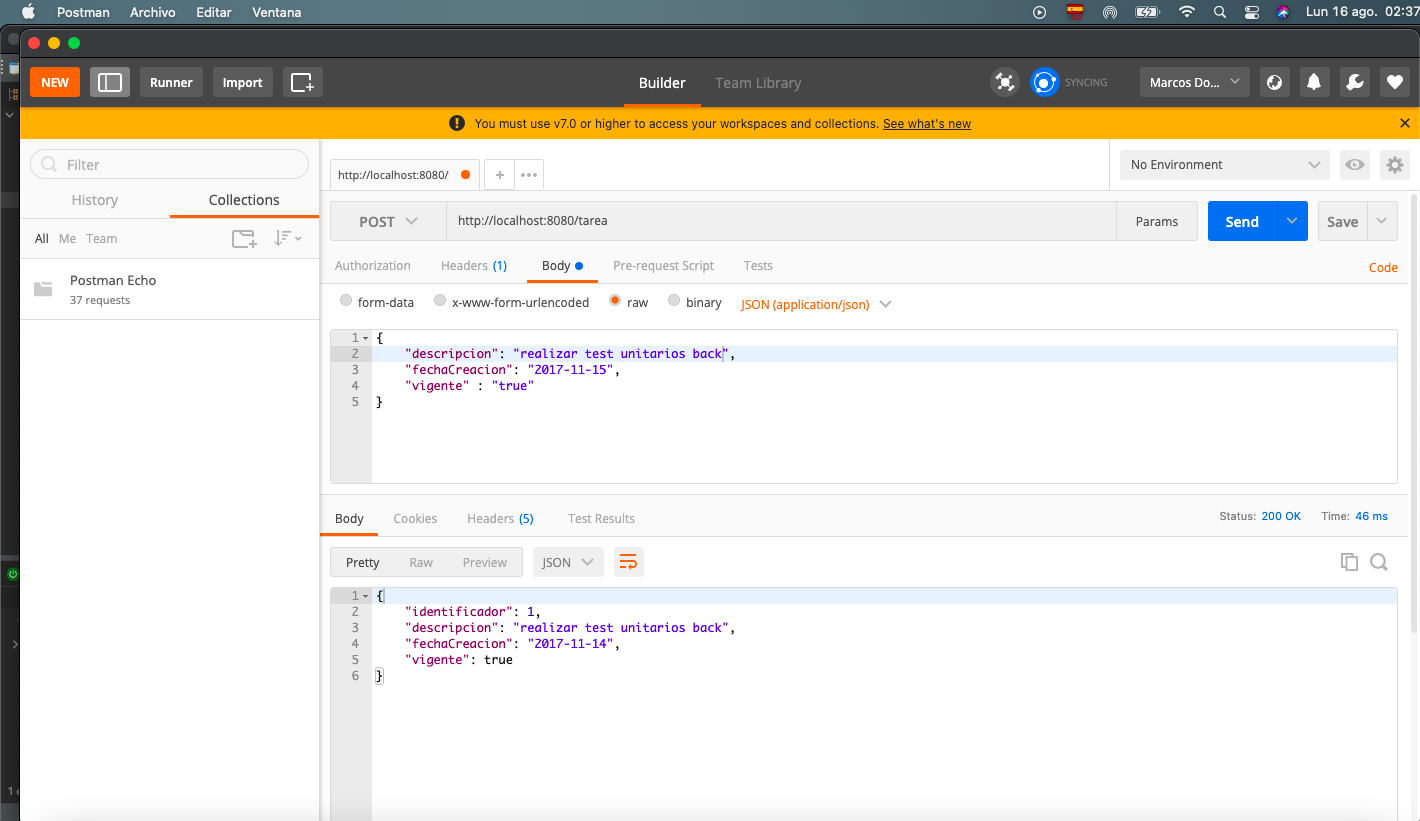 Postman Archivo Editar Ventana Lun 16 ago. 02:37
NEW Runner Import Builder Team Library SYNCING Marcos Do...
You must use v7.0 or higher to access your workspaces and collections. See what's new
Filter
History Collections
All Me Team
Postman Echo
37 requests
http://localhost:8080/ + ••• No Environment
POST http://localhost:8080/tarea Params Send Save
Authorization Headers (1) Body Pre-request Script Tests Code
form-data x-www-form-urlencoded raw binary JSON (application/json)
1 {
2 "descripcion": "realizar test unitarios back",
3 "fechaCreacion": "2017-11-15",
4 "vigente" : "true"
5 }
Body Cookies Headers (5) Test Results Status: 200 OK Time: 46 ms
Pretty Raw Preview JSON
1 {
2 "identificador": 1,
3 "descripcion": "realizar test unitarios back",
4 "fechaCreacion": "2017-11-14",
5 "vigente": true
6 }